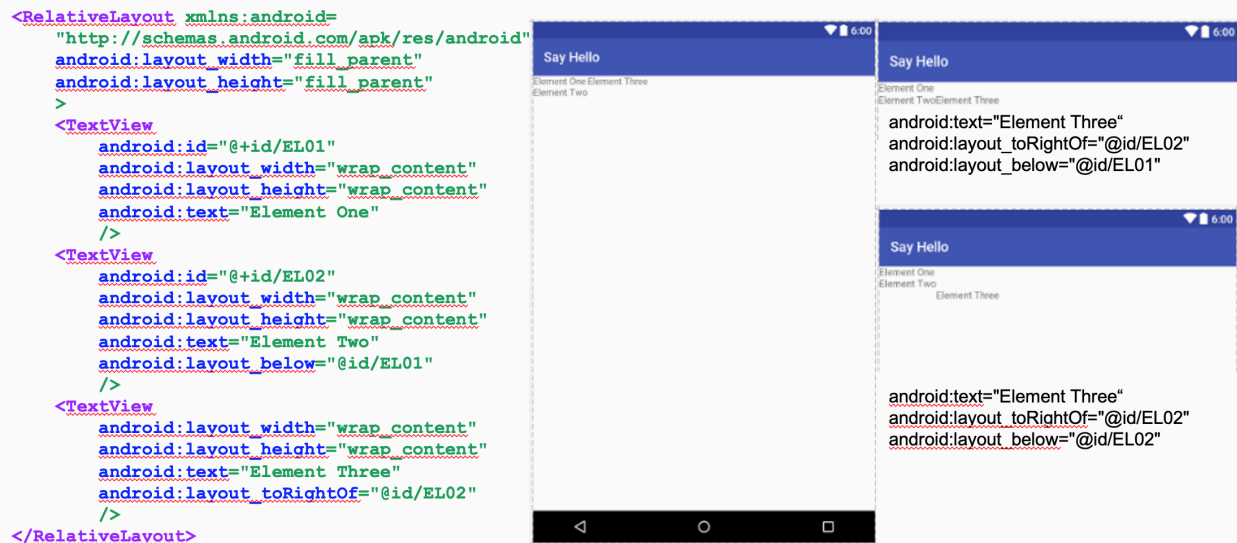 <RelativeLayout xmlns:android=
"http://schemas.android.com/apk/res/android"
android:layout_width="fill_parent"
android:layout_height="fill_parent"
>
<TextView
android:id="@+id/EL01"
android:layout_width="wrap_content"
android:layout_height="wrap_content"
android:text="Element One"
/>
<TextView
android:id="@+id/EL02"
android:layout_width="wrap_content"
android:layout_height="wrap_content"
android:text="Element Two"
android:layout_below="@id/EL01"
/>
<TextView
android:layout_width="wrap_content"
android:layout_height="wrap_content"
android:text="Element Three"
android:layout_toRightOf="@id/EL02"
/>
</RelativeLayout>
6:00
Say Hello
Element One Element Three
Element Two
6:00
Say Hello
Element One
Element TwoElement Three
android:text="Element Three“
android:layout_toRightOf="@id/EL02"
android:layout_below="@id/EL01"
6:00
Say Hello
Element One
Element Two
Element Three
android:text="Element Three“
android:layout_toRightOf="@id/EL02"
android:layout_below="@id/EL02"